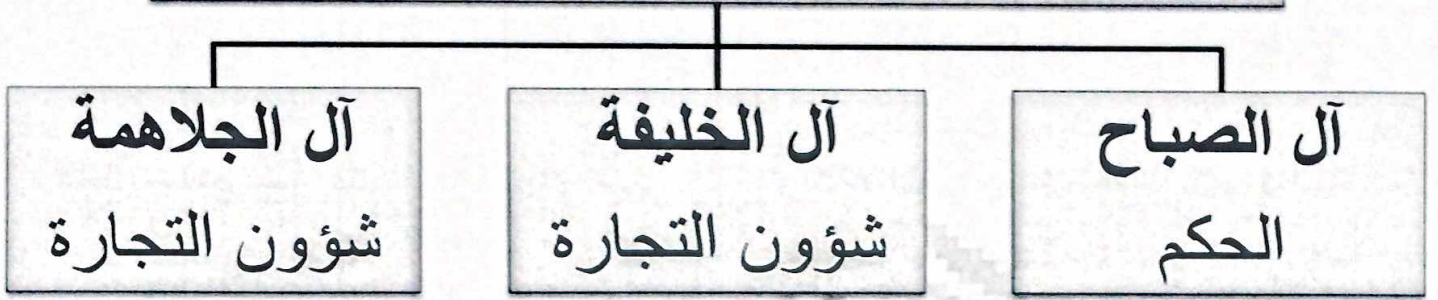 آل الصباح
الحكم
آل الخليفة
شؤون التجارة
آل الجلاهمة
شؤون التجارة